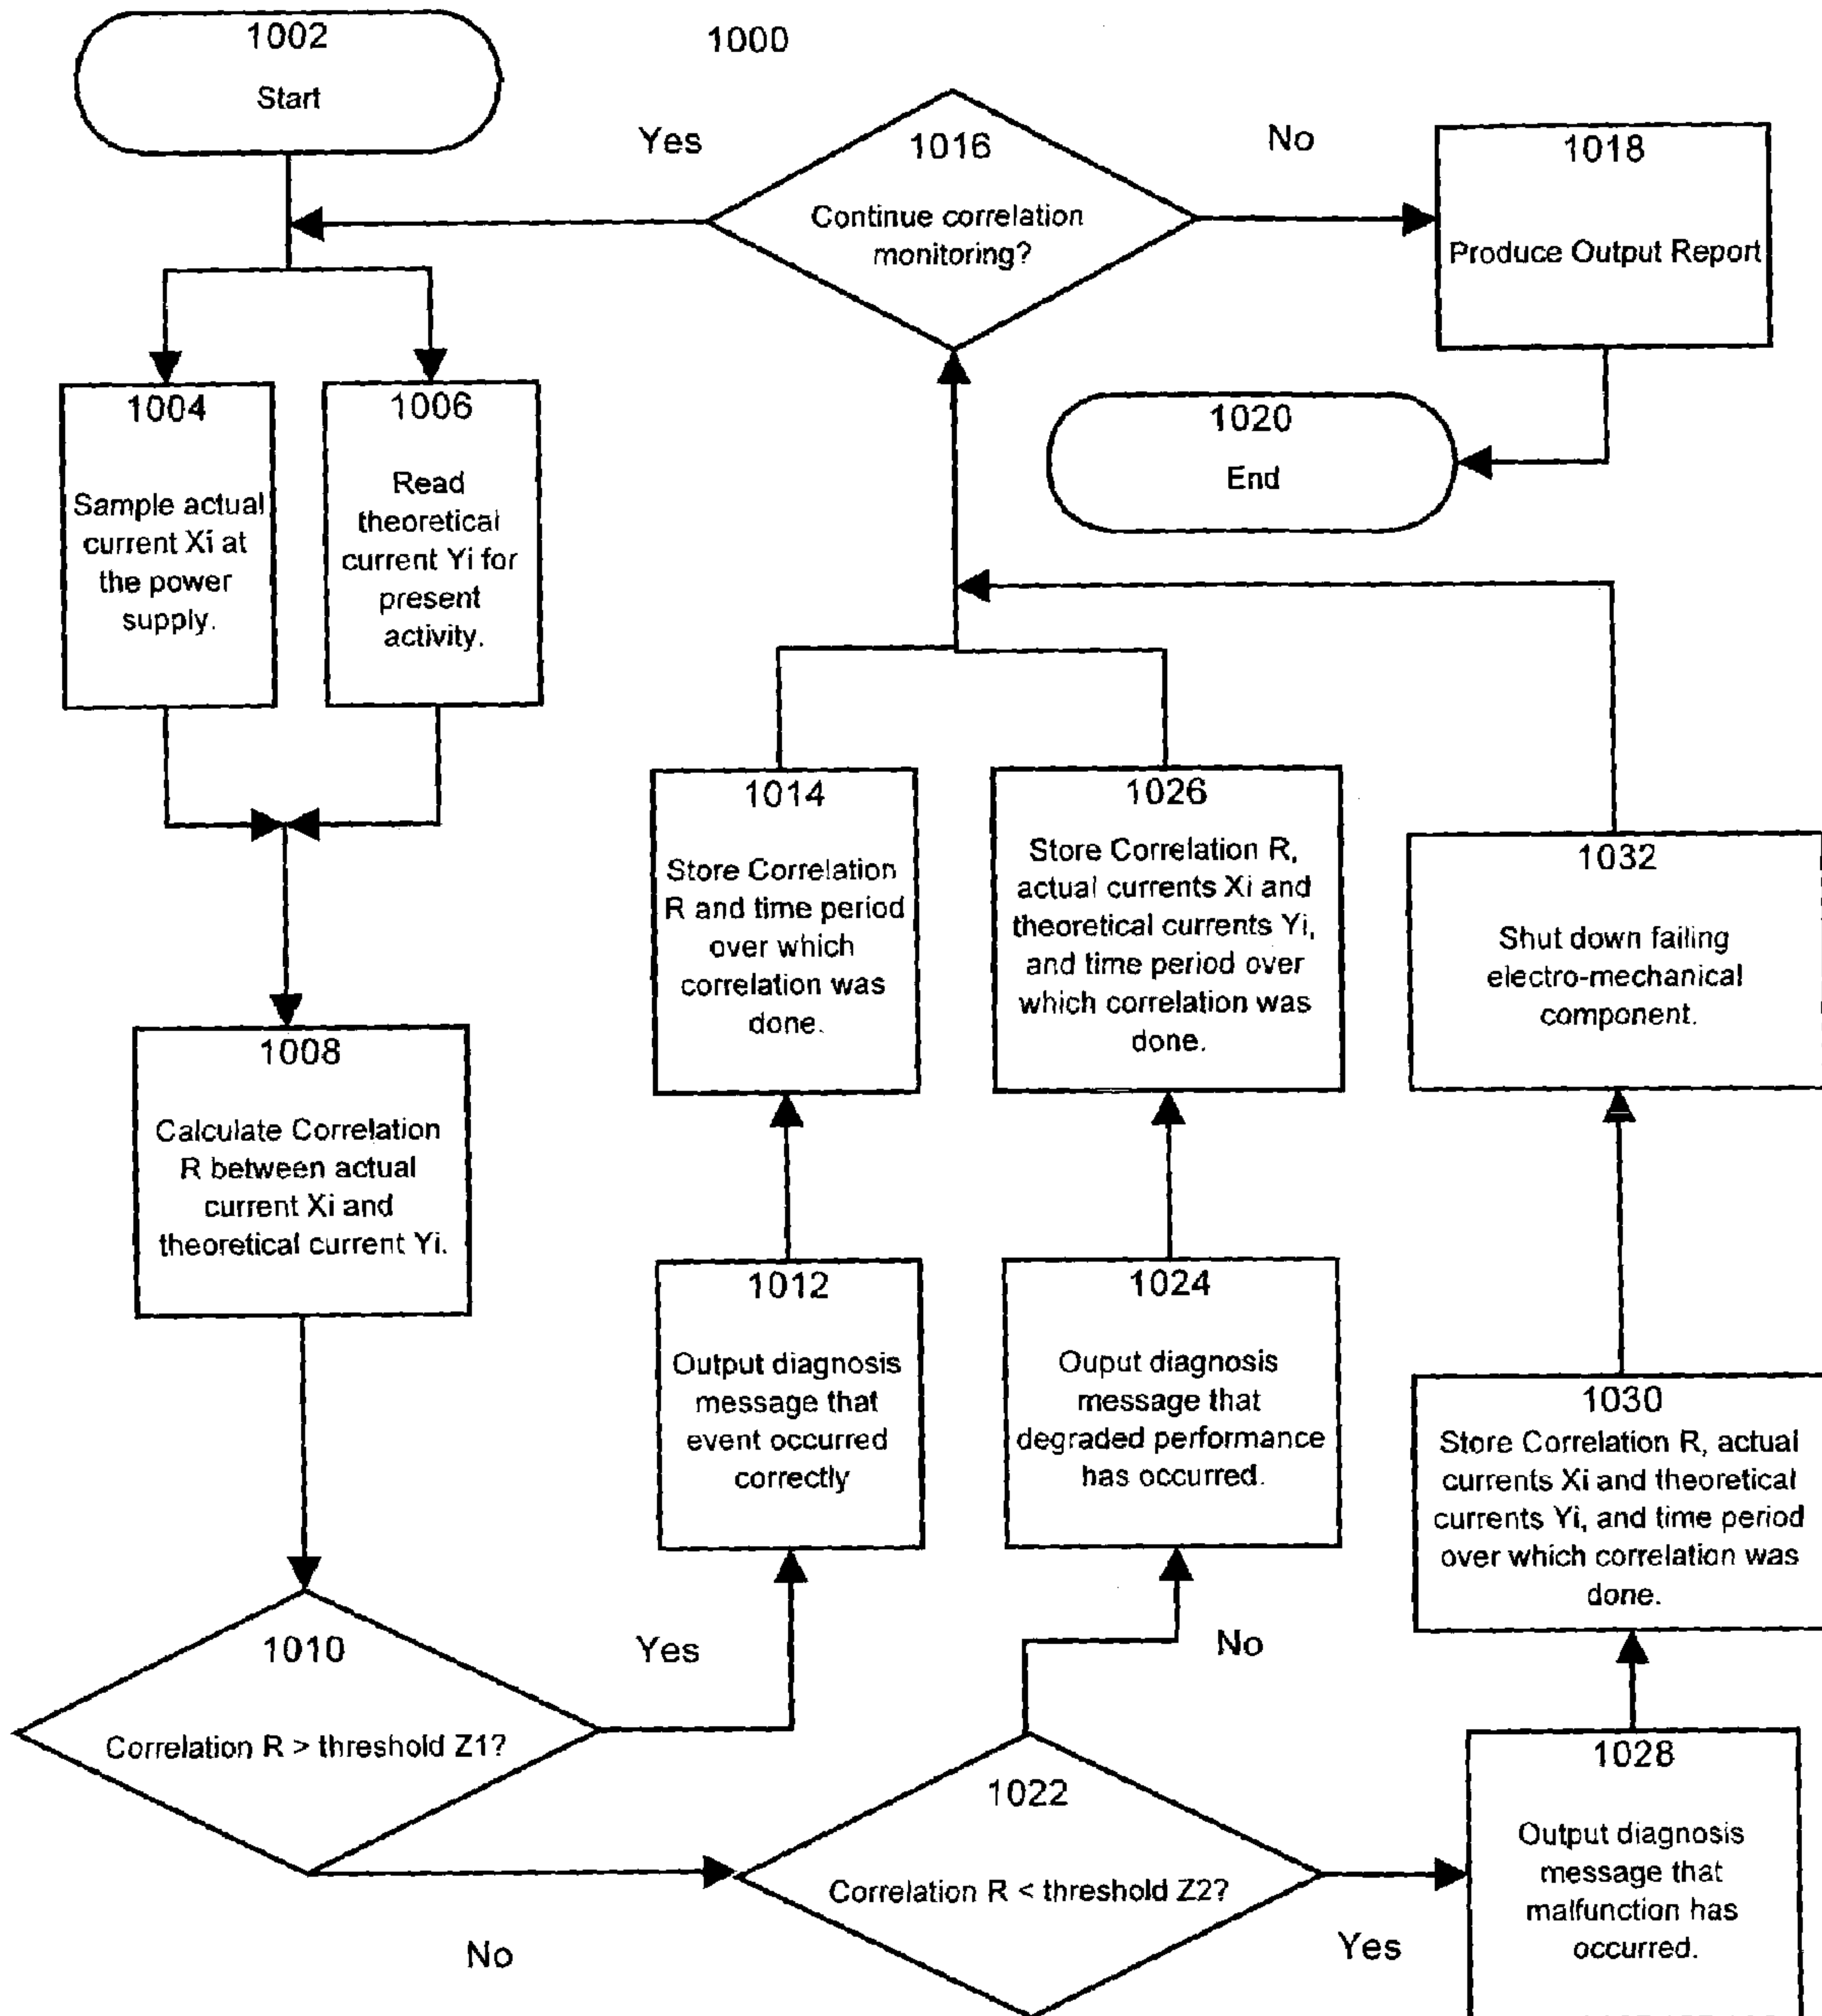 1002
Start
1000
Yes
1016
Continue correlation
monitoring?
No
1018
Produce Output Report
1020
End
1004
Sample actual
current Xi at
the power
supply.
1006
Read
theoretical
current Yi for
present
activity.
1008
Calculate Correlation
R between actual
current Xi and
theoretical current Yi.
1010
Correlation R > threshold Z1?
Yes
No
1014
Store Correlation
R and time period
over which
correlation was
done.
1012
Output diagnosis
message that
event occurred
correctly
1026
Store Correlation R,
actual currents Xi and
theoretical currents Yi,
and time period over
which correlation was
done.
1024
Ouput diagnosis
message that
degraded performance
has occurred.
No
1022
Correlation R < threshold Z2?
Yes
1032
Shut down failing
electro-mechanical
component.
1030
Store Correlation R, actual
currents Xi and theoretical
currents Yi, and time period
over which correlation was
done.
1028
Output diagnosis
message that
malfunction has
occurred.